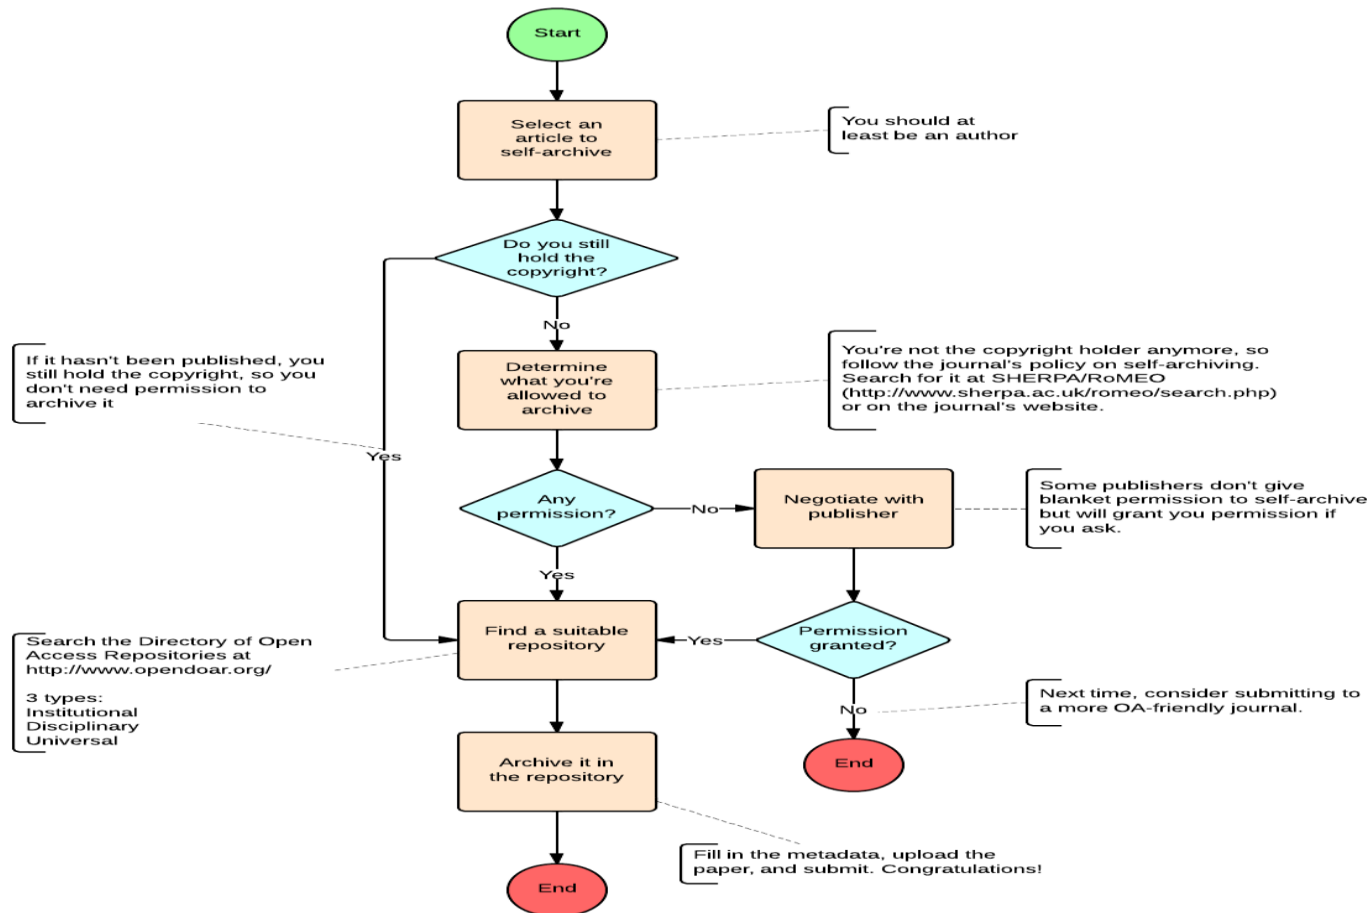 Start
Select an
article to
self-archive
You should at
least be an author
Do you still
hold the
copyright?
No
If it hasn't been published, you
still hold the copyright, so you
don't need permission to
archive it
Yes
Determine
what you're
allowed to
archive
You're not the copyright holder anymore, so
follow the journal's policy on self-archiving.
Search for it at SHERPA/RoMEO
(http://www.sherpa.ac.uk/romeo/search.php)
or on the journal's website.
Any
permission?
No
Negotiate with
publisher
Some publishers don't give
blanket permission to self-archive
but will grant you permission if
you ask.
Yes
Find a suitable
repository
Yes
Permission
granted?
Search the Directory of Open
Access Repositories at
http://www.opendoar.org/
3 types:
Institutional
Disciplinary
Universal
No
Next time, consider submitting to
a more OA-friendly journal.
End
Archive it in
the repository
Fill in the metadata, upload the
paper, and submit. Congratulations!
End